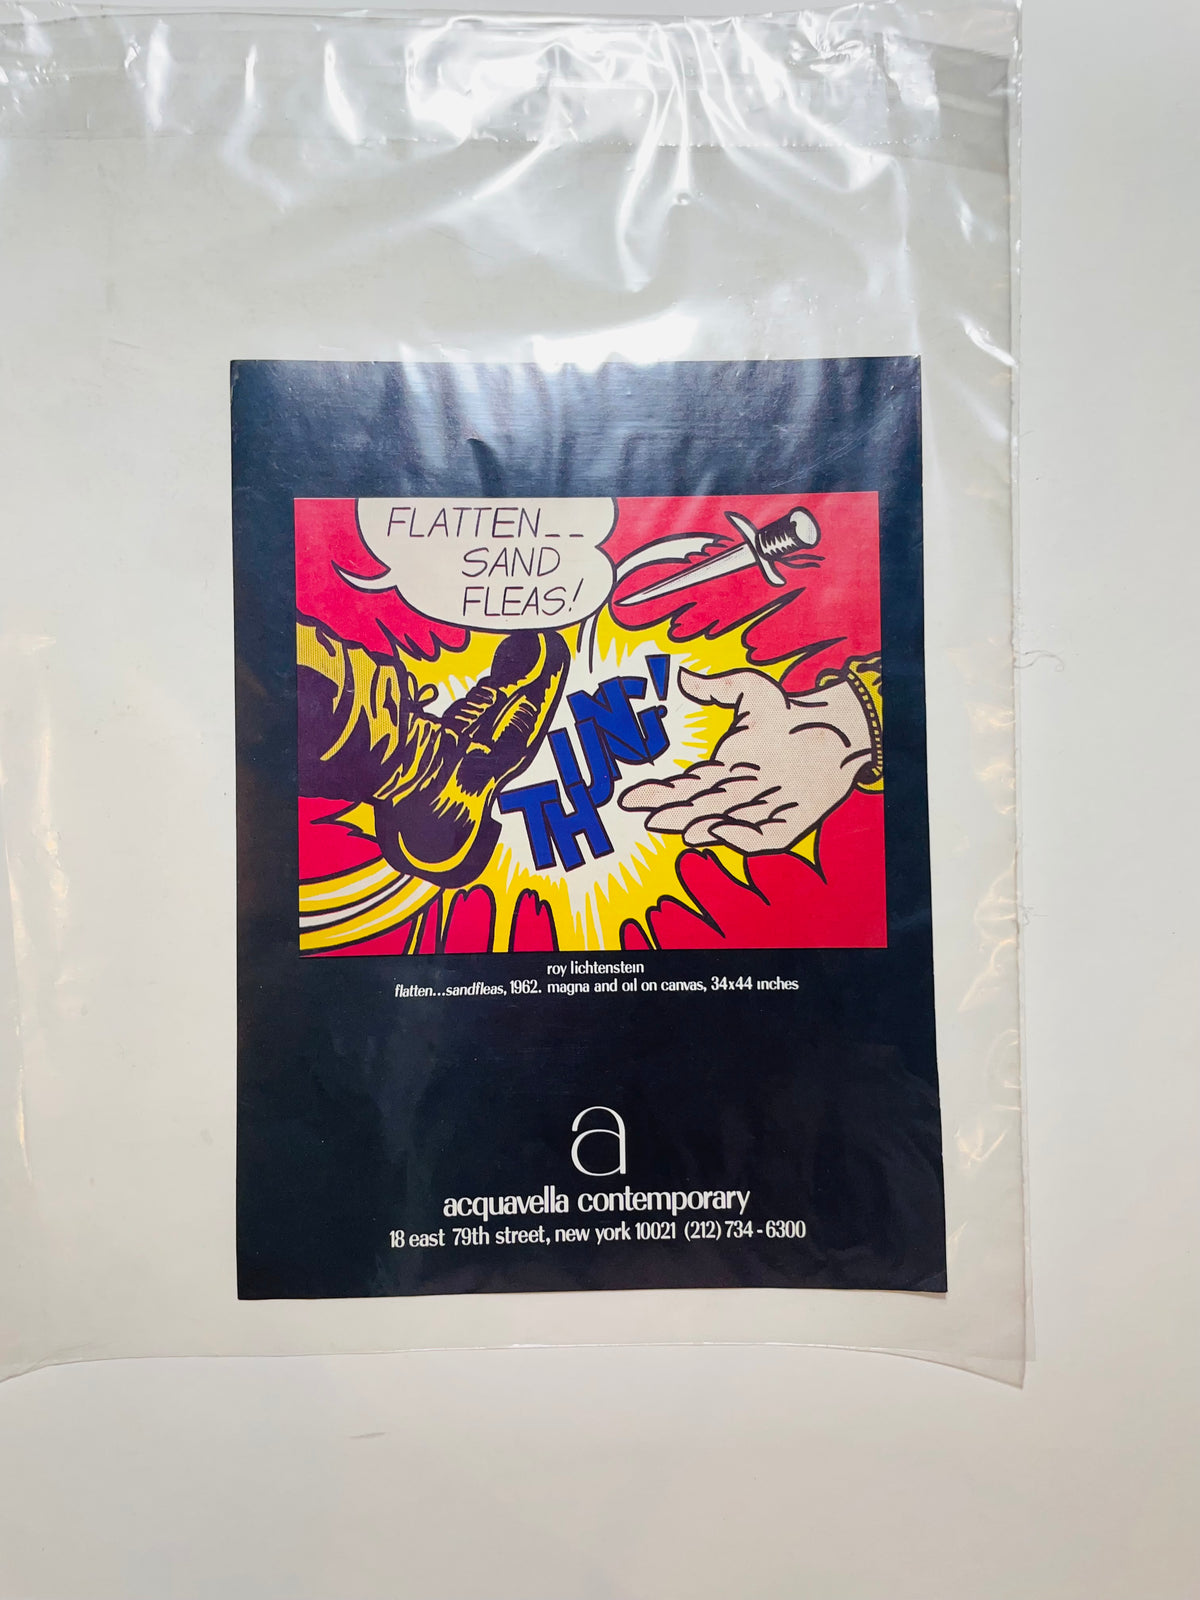 FLATTEN__
SAND
FLEAS!
THUNG!
roy lichtenstein
flatten...sandfleas, 1962. magna and oil on canvas, 34x44 inches
a
acquavella contemporary
18 east 79th street, new york 10021 (212) 734-6300